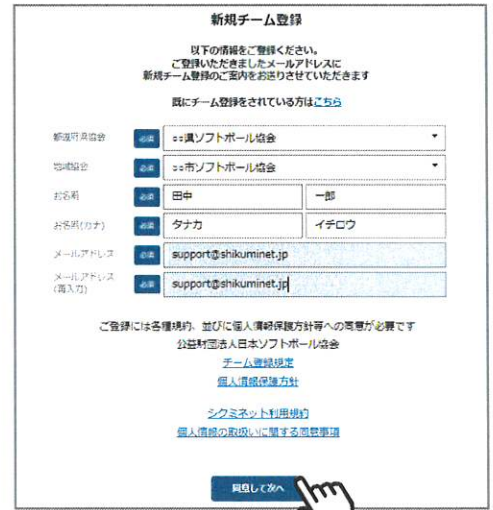 新規チーム登録
以下の情報をご登録ください。
ご登録いただきましたメールアドレスに
新規チーム登録のご案内をお送りさせていただきます
既にチーム登録をされている方はこちら
都道府県協会 必須 ○○県ソフトボール協会
地域協会 必須 ○○市ソフトボール協会
お名前 必須 田中 一郎
お名前(カナ) 必須 タナカ イチロウ
メールアドレス 必須 support@shikuminet.jp
メールアドレス
(再入力) 必須 support@shikuminet.jp
ご登録には各種規約、並びに個人情報保護方針等への同意が必要です
公益財団法人日本ソフトボール協会
チーム登録規定
個人情報保護方針
シクミネット利用規約
個人情報の取扱いに関する同意事項
同意して次へ